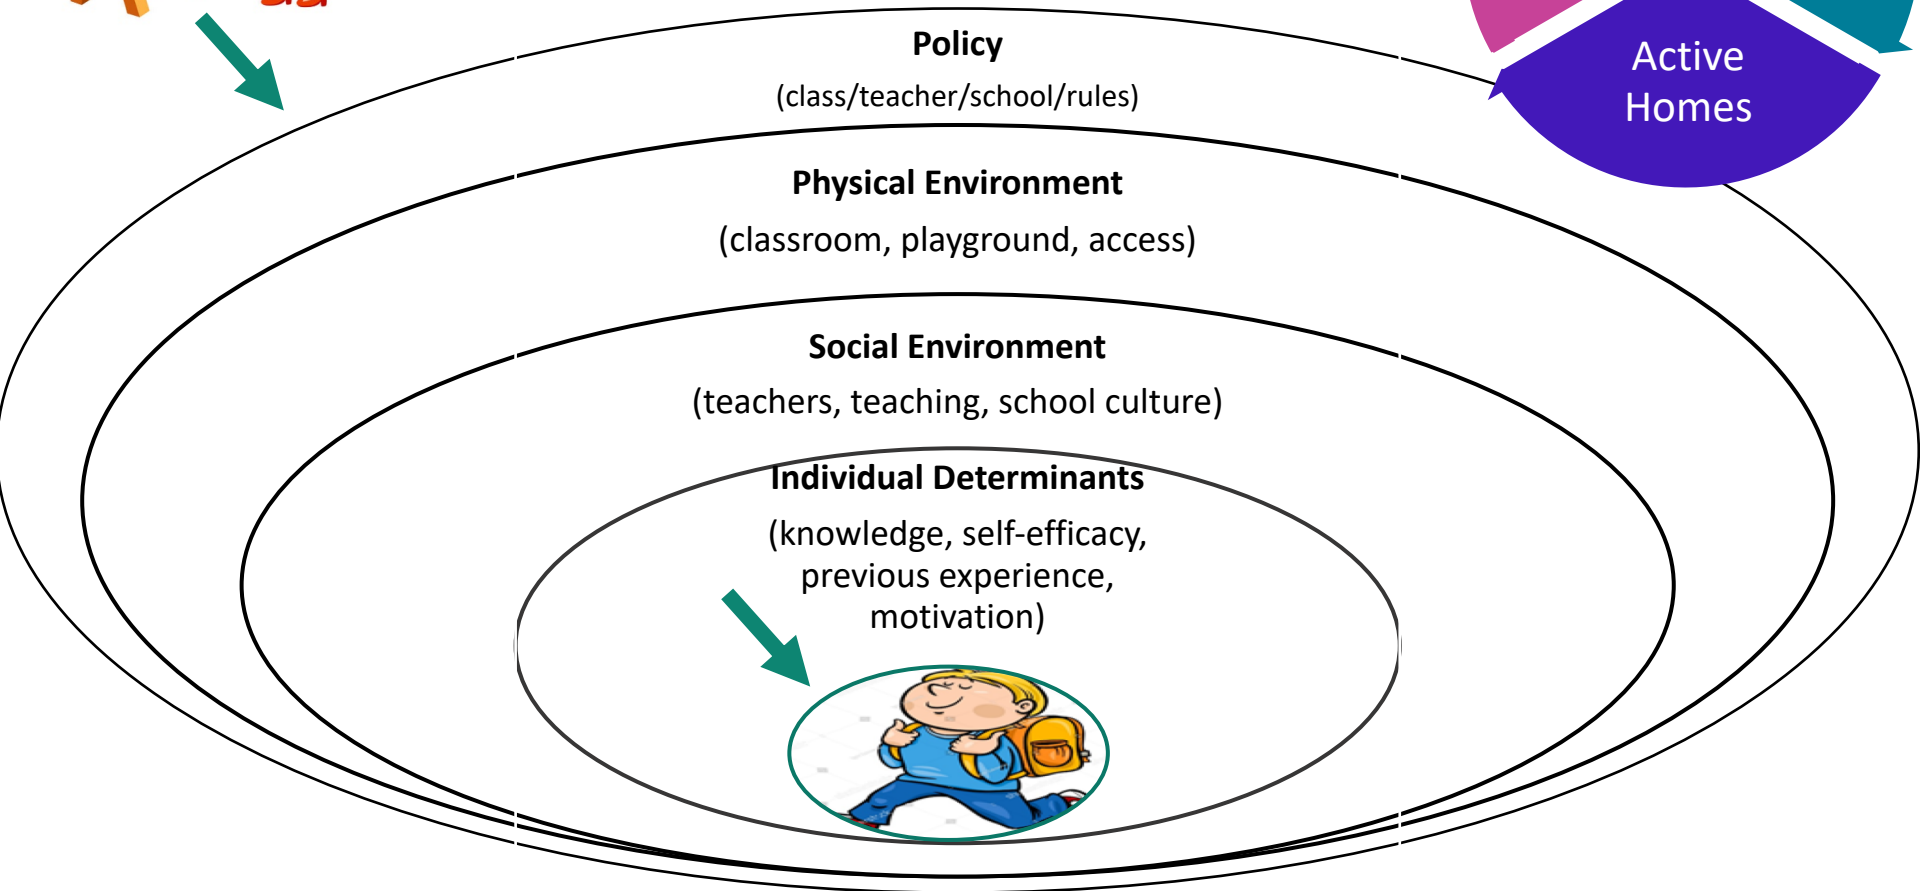 Policy
(class/teacher/school/rules)
Active
Homes
Physical Environment
(classroom, playground, access)
Social Environment
(teachers, teaching, school culture)
Individual Determinants
(knowledge, self-efficacy,
previous experience,
motivation)